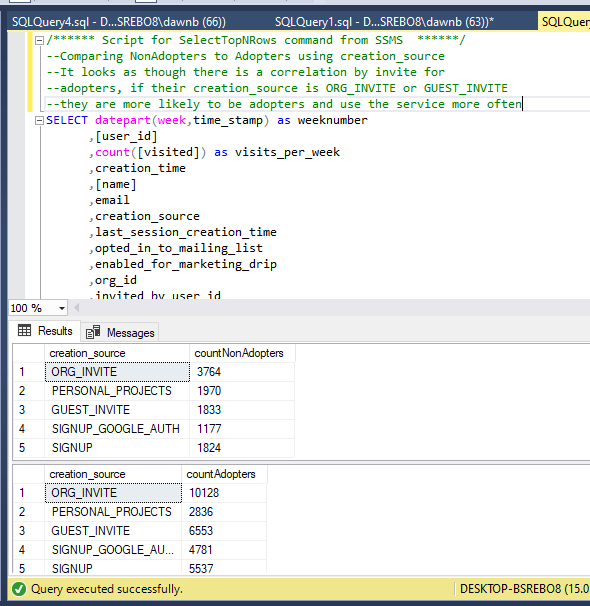 SQLQuery4.sql - D...SREBO8\dawnb (66)) SQLQuery1.sql - D...SREBO8\dawnb (63))* SQLQuery
/****** Script for SelectTopNRows command from SSMS ******/
--Comparing NonAdopters to Adopters using creation_source
--It looks as though there is a correlation by invite for
--adopters, if their creation_source is ORG_INVITE or GUEST_INVITE
--they are more likely to be adopters and use the service more often
SELECT datepart(week,time_stamp) as weeknumber
,[user_id]
,count([visited]) as visits_per_week
,creation_time
,[name]
,email
,creation_source
,last_session_creation_time
,opted_in_to_mailing_list
,enabled_for_marketing_drip
,org_id
,invited_by_user_id
100 %
Results Messages
creation_source countNonAdopters
1 ORG_INVITE 3764
2 PERSONAL_PROJECTS 1970
3 GUEST_INVITE 1833
4 SIGNUP_GOOGLE_AUTH 1177
5 SIGNUP 1824
creation_source countAdopters
1 ORG_INVITE 10128
2 PERSONAL_PROJECTS 2836
3 GUEST_INVITE 6553
4 SIGNUP_GOOGLE_AU... 4781
5 SIGNUP 5537
Query executed successfully. DESKTOP-BSREBO8 (15.0